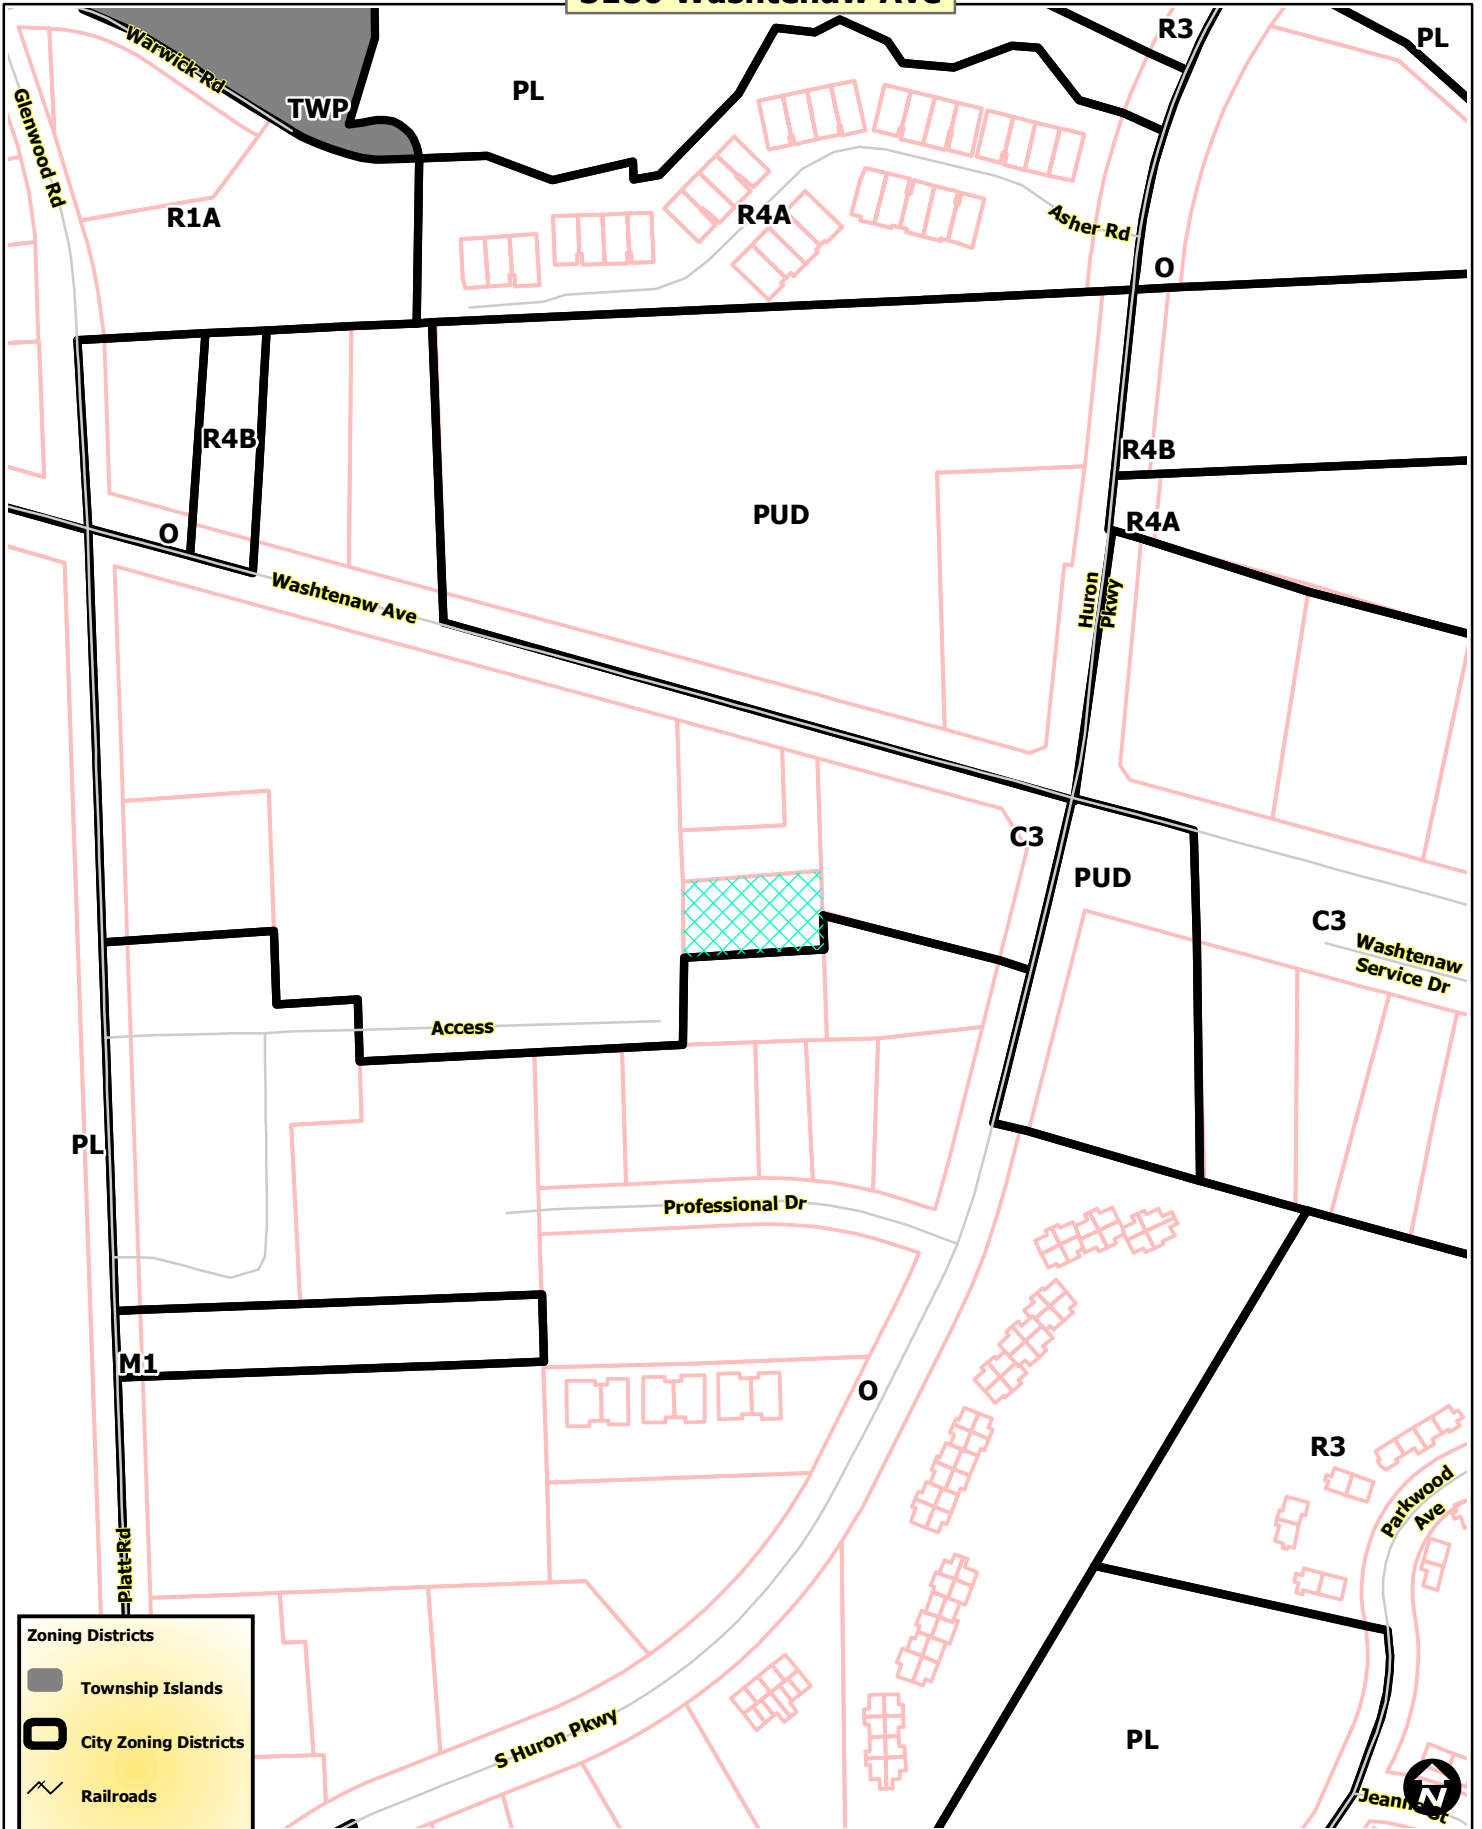 R3
PL
Warwick Rd
PL
TWP
Glenwood Rd
R1A
R4A
Asher Rd
O
R4B
R4B
PUD
R4A
O
Washtenaw Ave
Huron
Pkwy
C3
PUD
C3
Washtenaw
Service Dr
Access
PL
Professional Dr
M1
O
R3
Parkwood
Ave
Platt Rd
Zoning Districts
Township Islands
S Huron Pkwy
City Zoning Districts
PL
Railroads
N